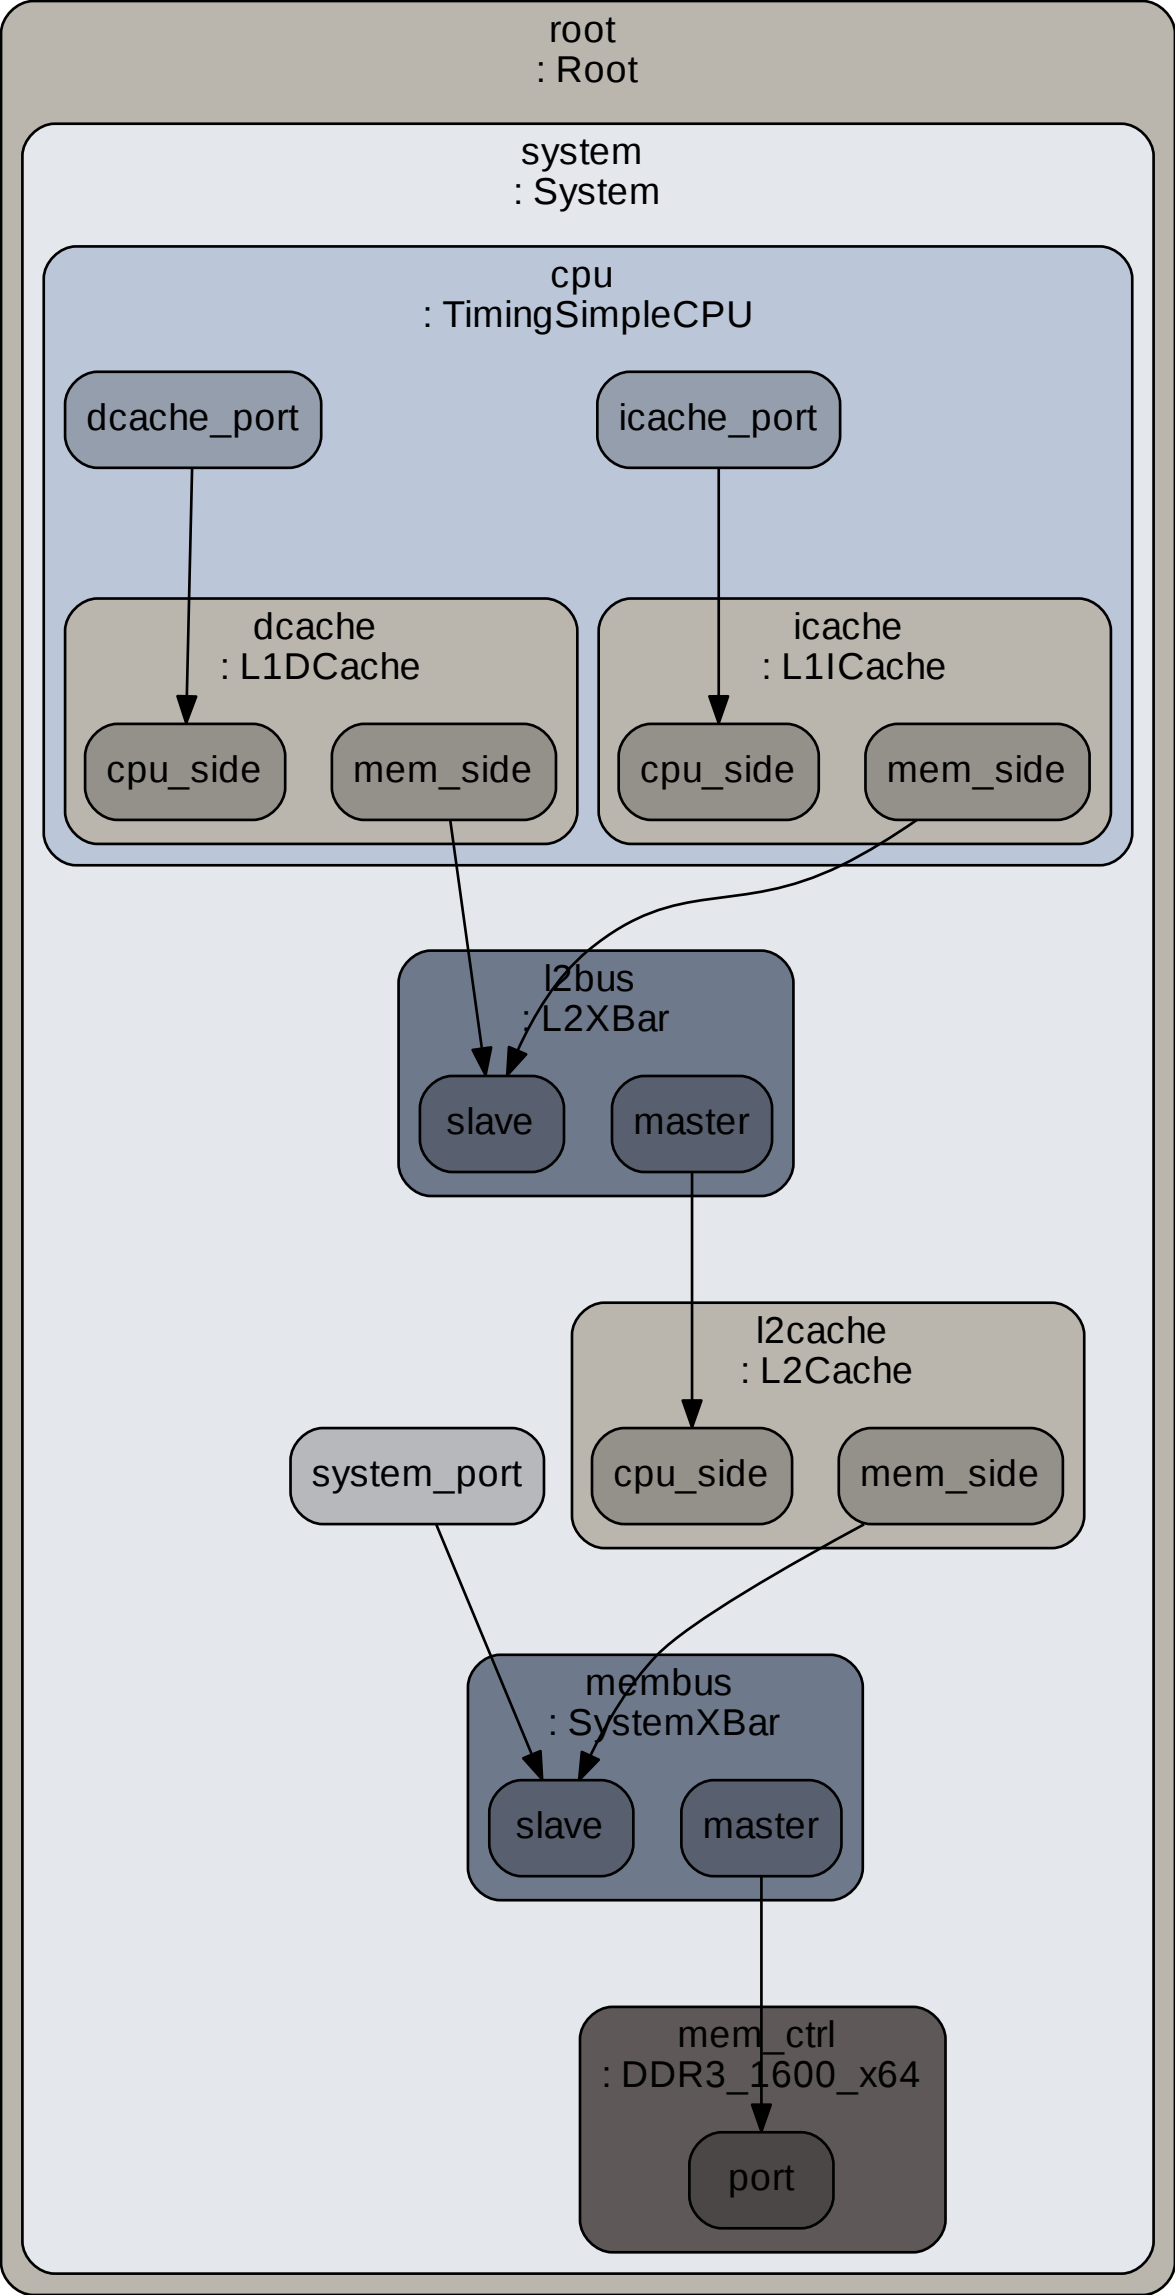 root
: Root
system
: System
cpu
: TimingSimpleCPU
dcache_port
icache_port
dcache
: L1DCache
icache
: L1ICache
cpu_side
mem_side
cpu_side
mem_side
l2bus
: L2XBar
slave
master
l2cache
: L2Cache
system_port
cpu_side
mem_side
membus
: SystemXBar
slave
master
mem_ctrl
: DDR3_1600_x64
port